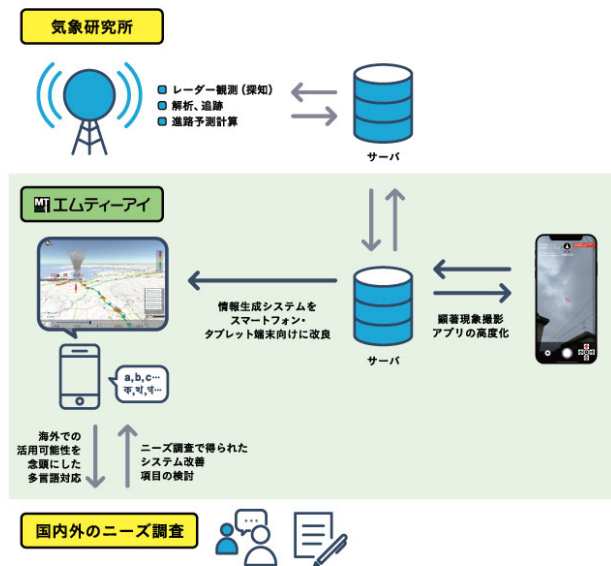 気象研究所
レーダー観測（探知）
解析、追跡
進路予測計算
サーバ
MTI エムティーアイ
情報生成システムを
スマートフォン・
タブレット端末向けに改良
サーバ
顕著現象撮影
アプリの高度化
a,b,c…
क,ख,ग…
海外での
活用可能性を
念頭にした
多言語対応
ニーズ調査で得られた
システム改善
項目の検討
国内外のニーズ調査